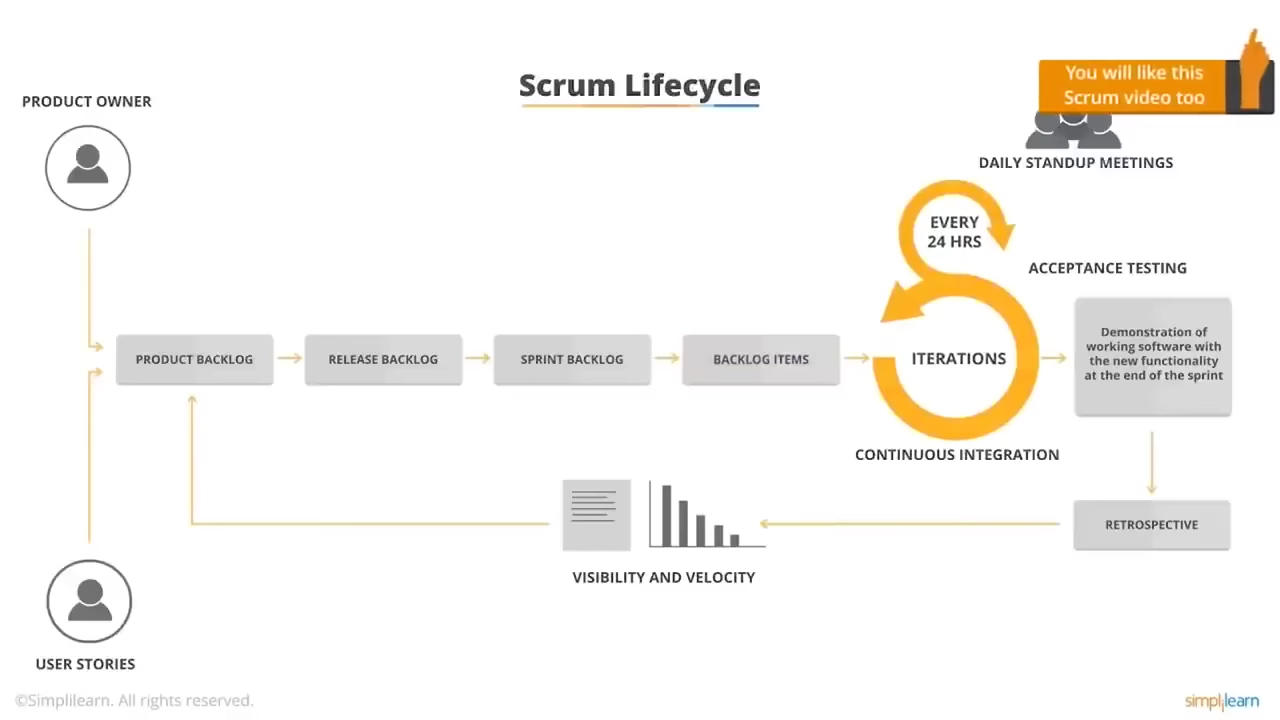 Scrum Lifecycle
You will like this
Scrum video too
PRODUCT OWNER
DAILY STANDUP MEETINGS
EVERY
24 HRS
ACCEPTANCE TESTING
PRODUCT BACKLOG
RELEASE BACKLOG
SPRINT BACKLOG
BACKLOG ITEMS
ITERATIONS
Demonstration of
working software with
the new functionality
at the end of the sprint
CONTINUOUS INTEGRATION
RETROSPECTIVE
VISIBILITY AND VELOCITY
USER STORIES
©Simplilearn. All rights reserved.
simplilearn